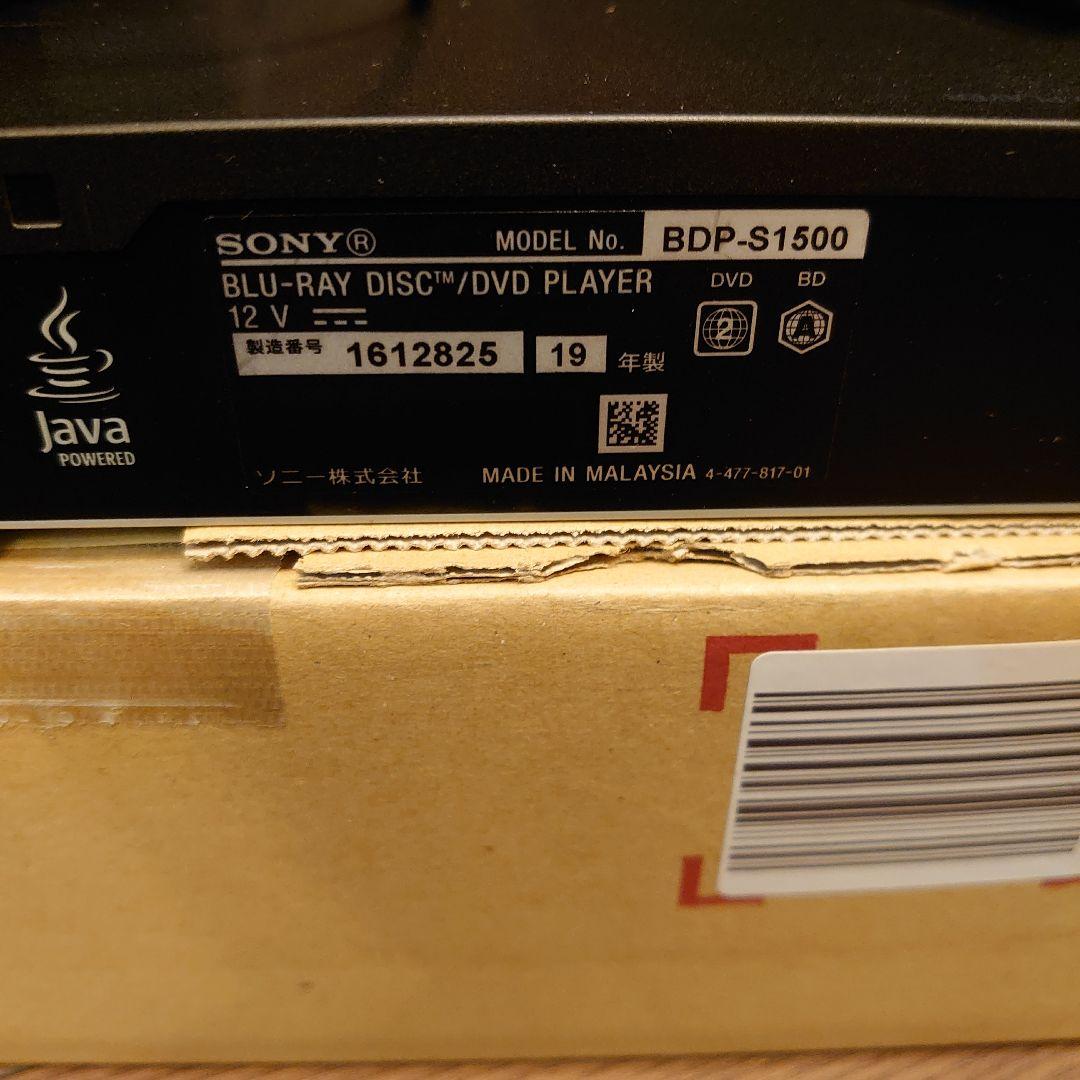 SONY® MODEL No. BDP-S1500
BLU-RAY DISC™/DVD PLAYER DVD BD
12 V 2 A
製造番号 1612825 19 年製
Java
POWERED
ソニー株式会社 MADE IN MALAYSIA 4-477-817-01